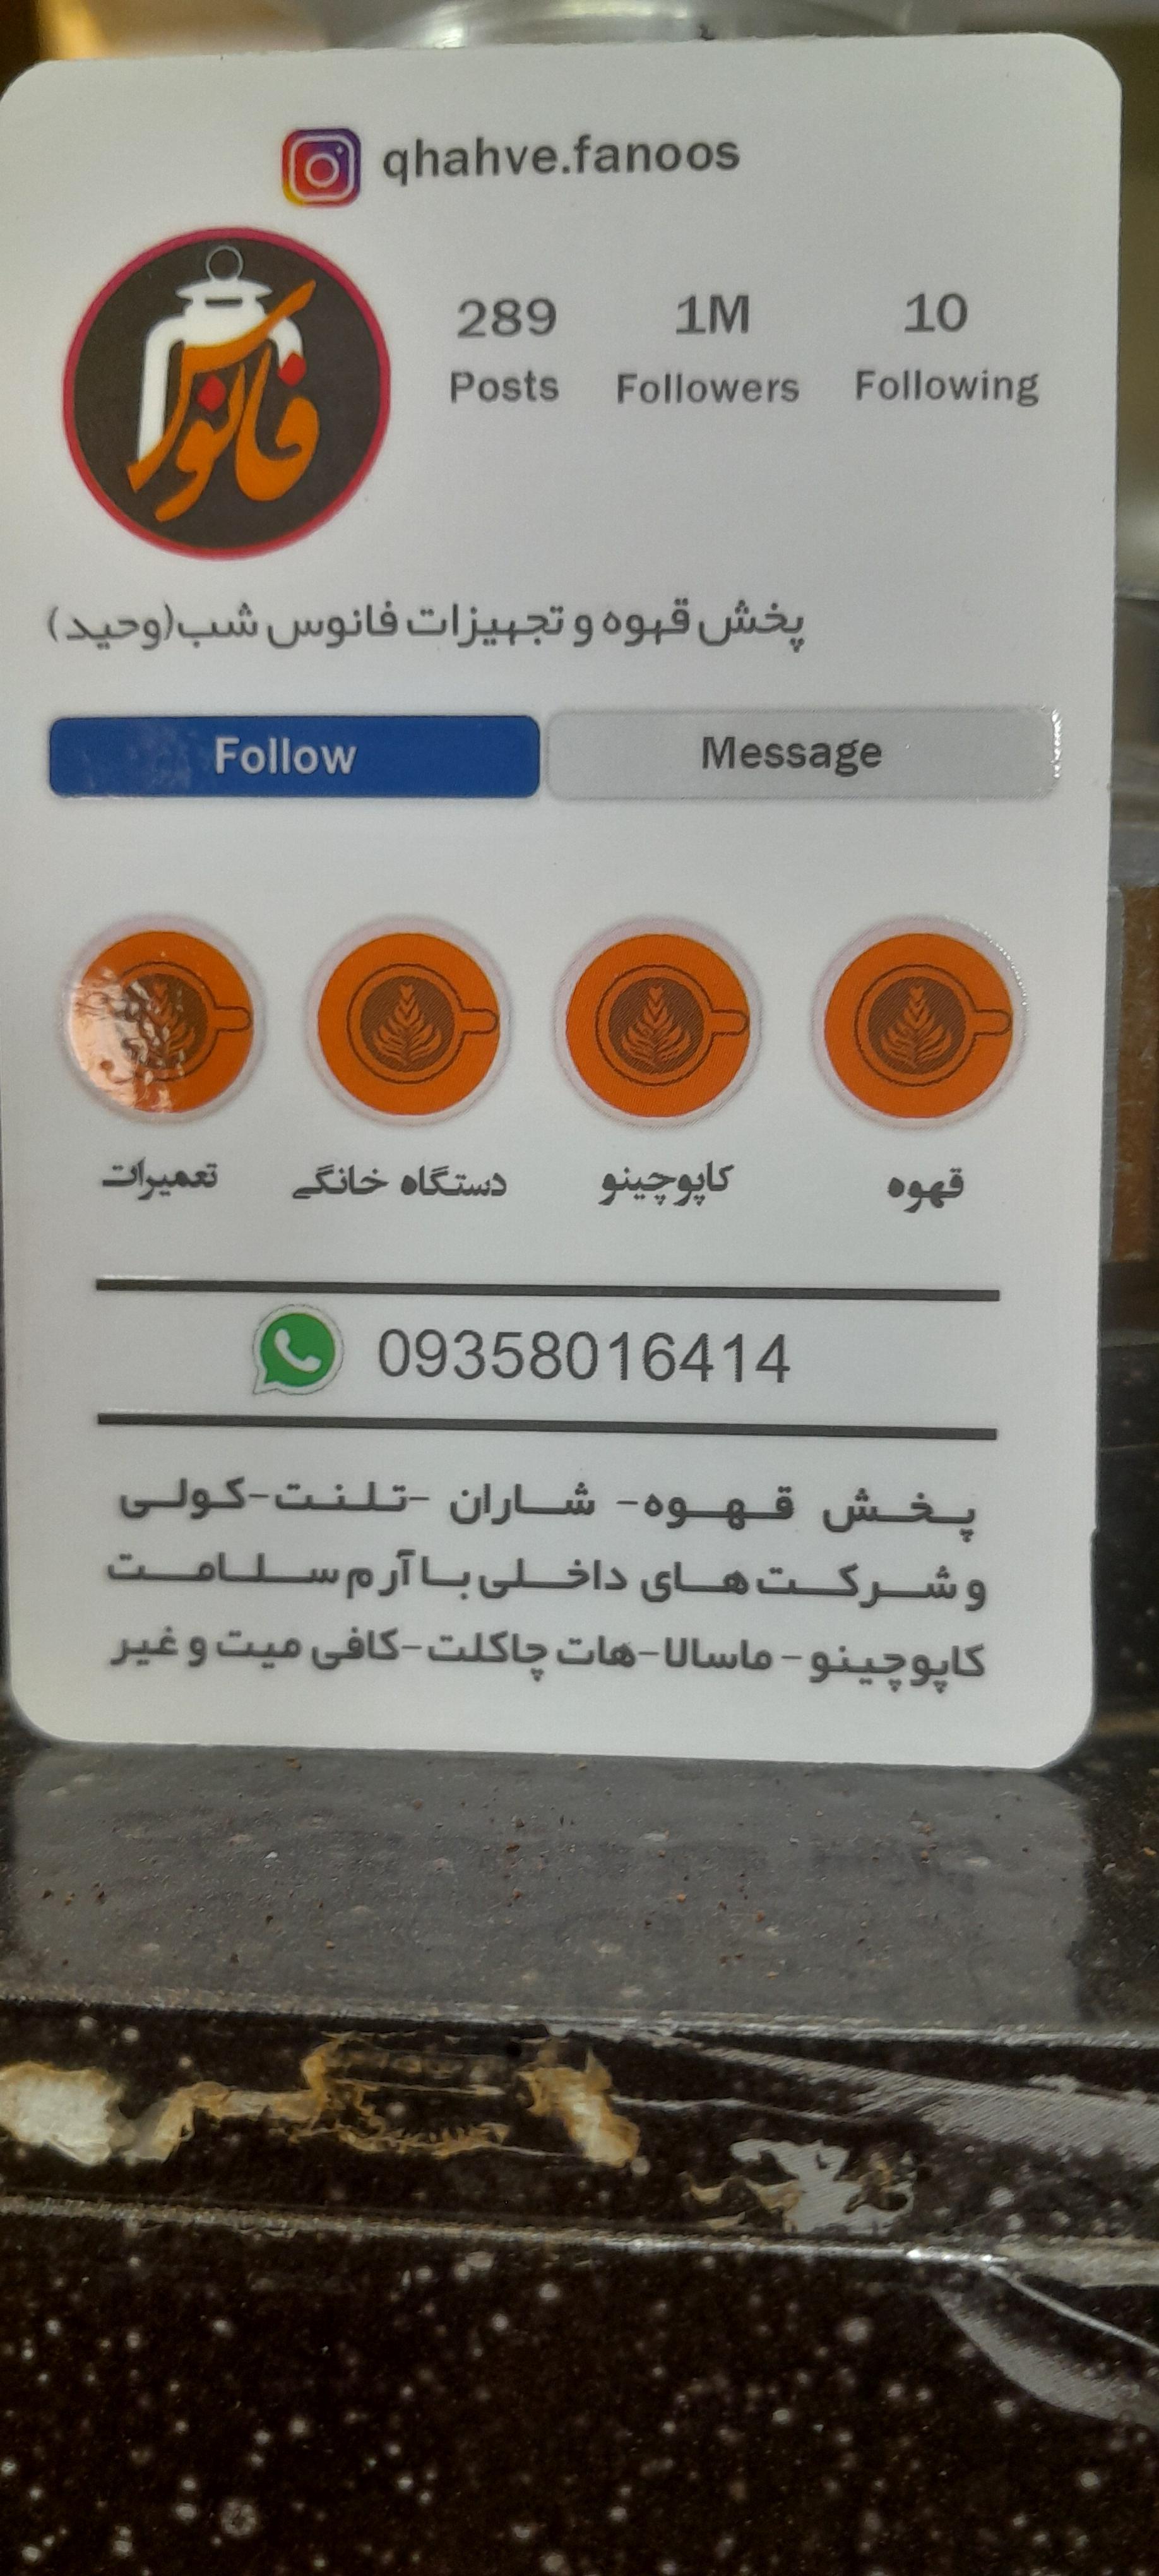 qhahve.fanoos
فانوس
289 1M 10
Posts Followers Following
پخش قهوه و تجهیزات فانوس شب(وحید)
Follow Message
قهوه کاپوچینو دستگاه خانگی تعمیرات
09358016414
پخش قهوه- شاران -تلنت-کولی
و شرکت های داخلی با آرم سلامت
کاپوچینو - ماسالا-هات چاکلت-کافی میت و غیر